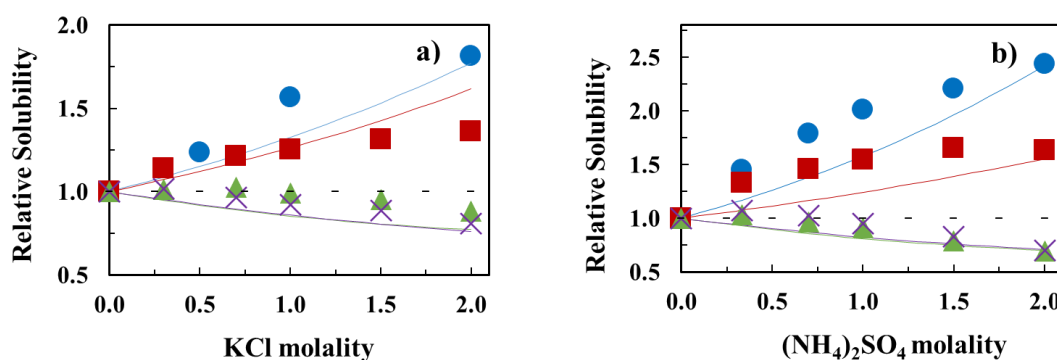 a)
Relative Solubility
2.0
1.5
1.0
0.5
0.0 0.5 1.0 1.5 2.0
KCl molality
b)
Relative Solubility
2.5
2.0
1.5
1.0
0.5
0.0 0.5 1.0 1.5 2.0
(NH4)2SO4 molality